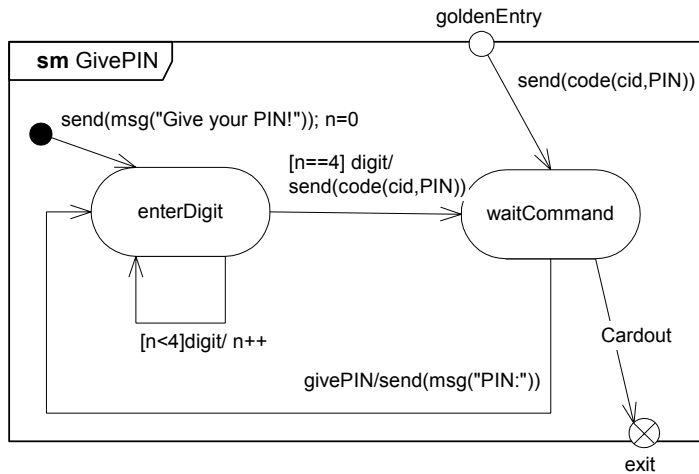 goldenEntry
sm GivePIN
send(code(cid,PIN))
send(msg("Give your PIN!")); n=0
[n==4] digit/
send(code(cid,PIN))
enterDigit
waitCommand
Cardout
[n<4]digit/ n++
givePIN/send(msg("PIN:"))
exit